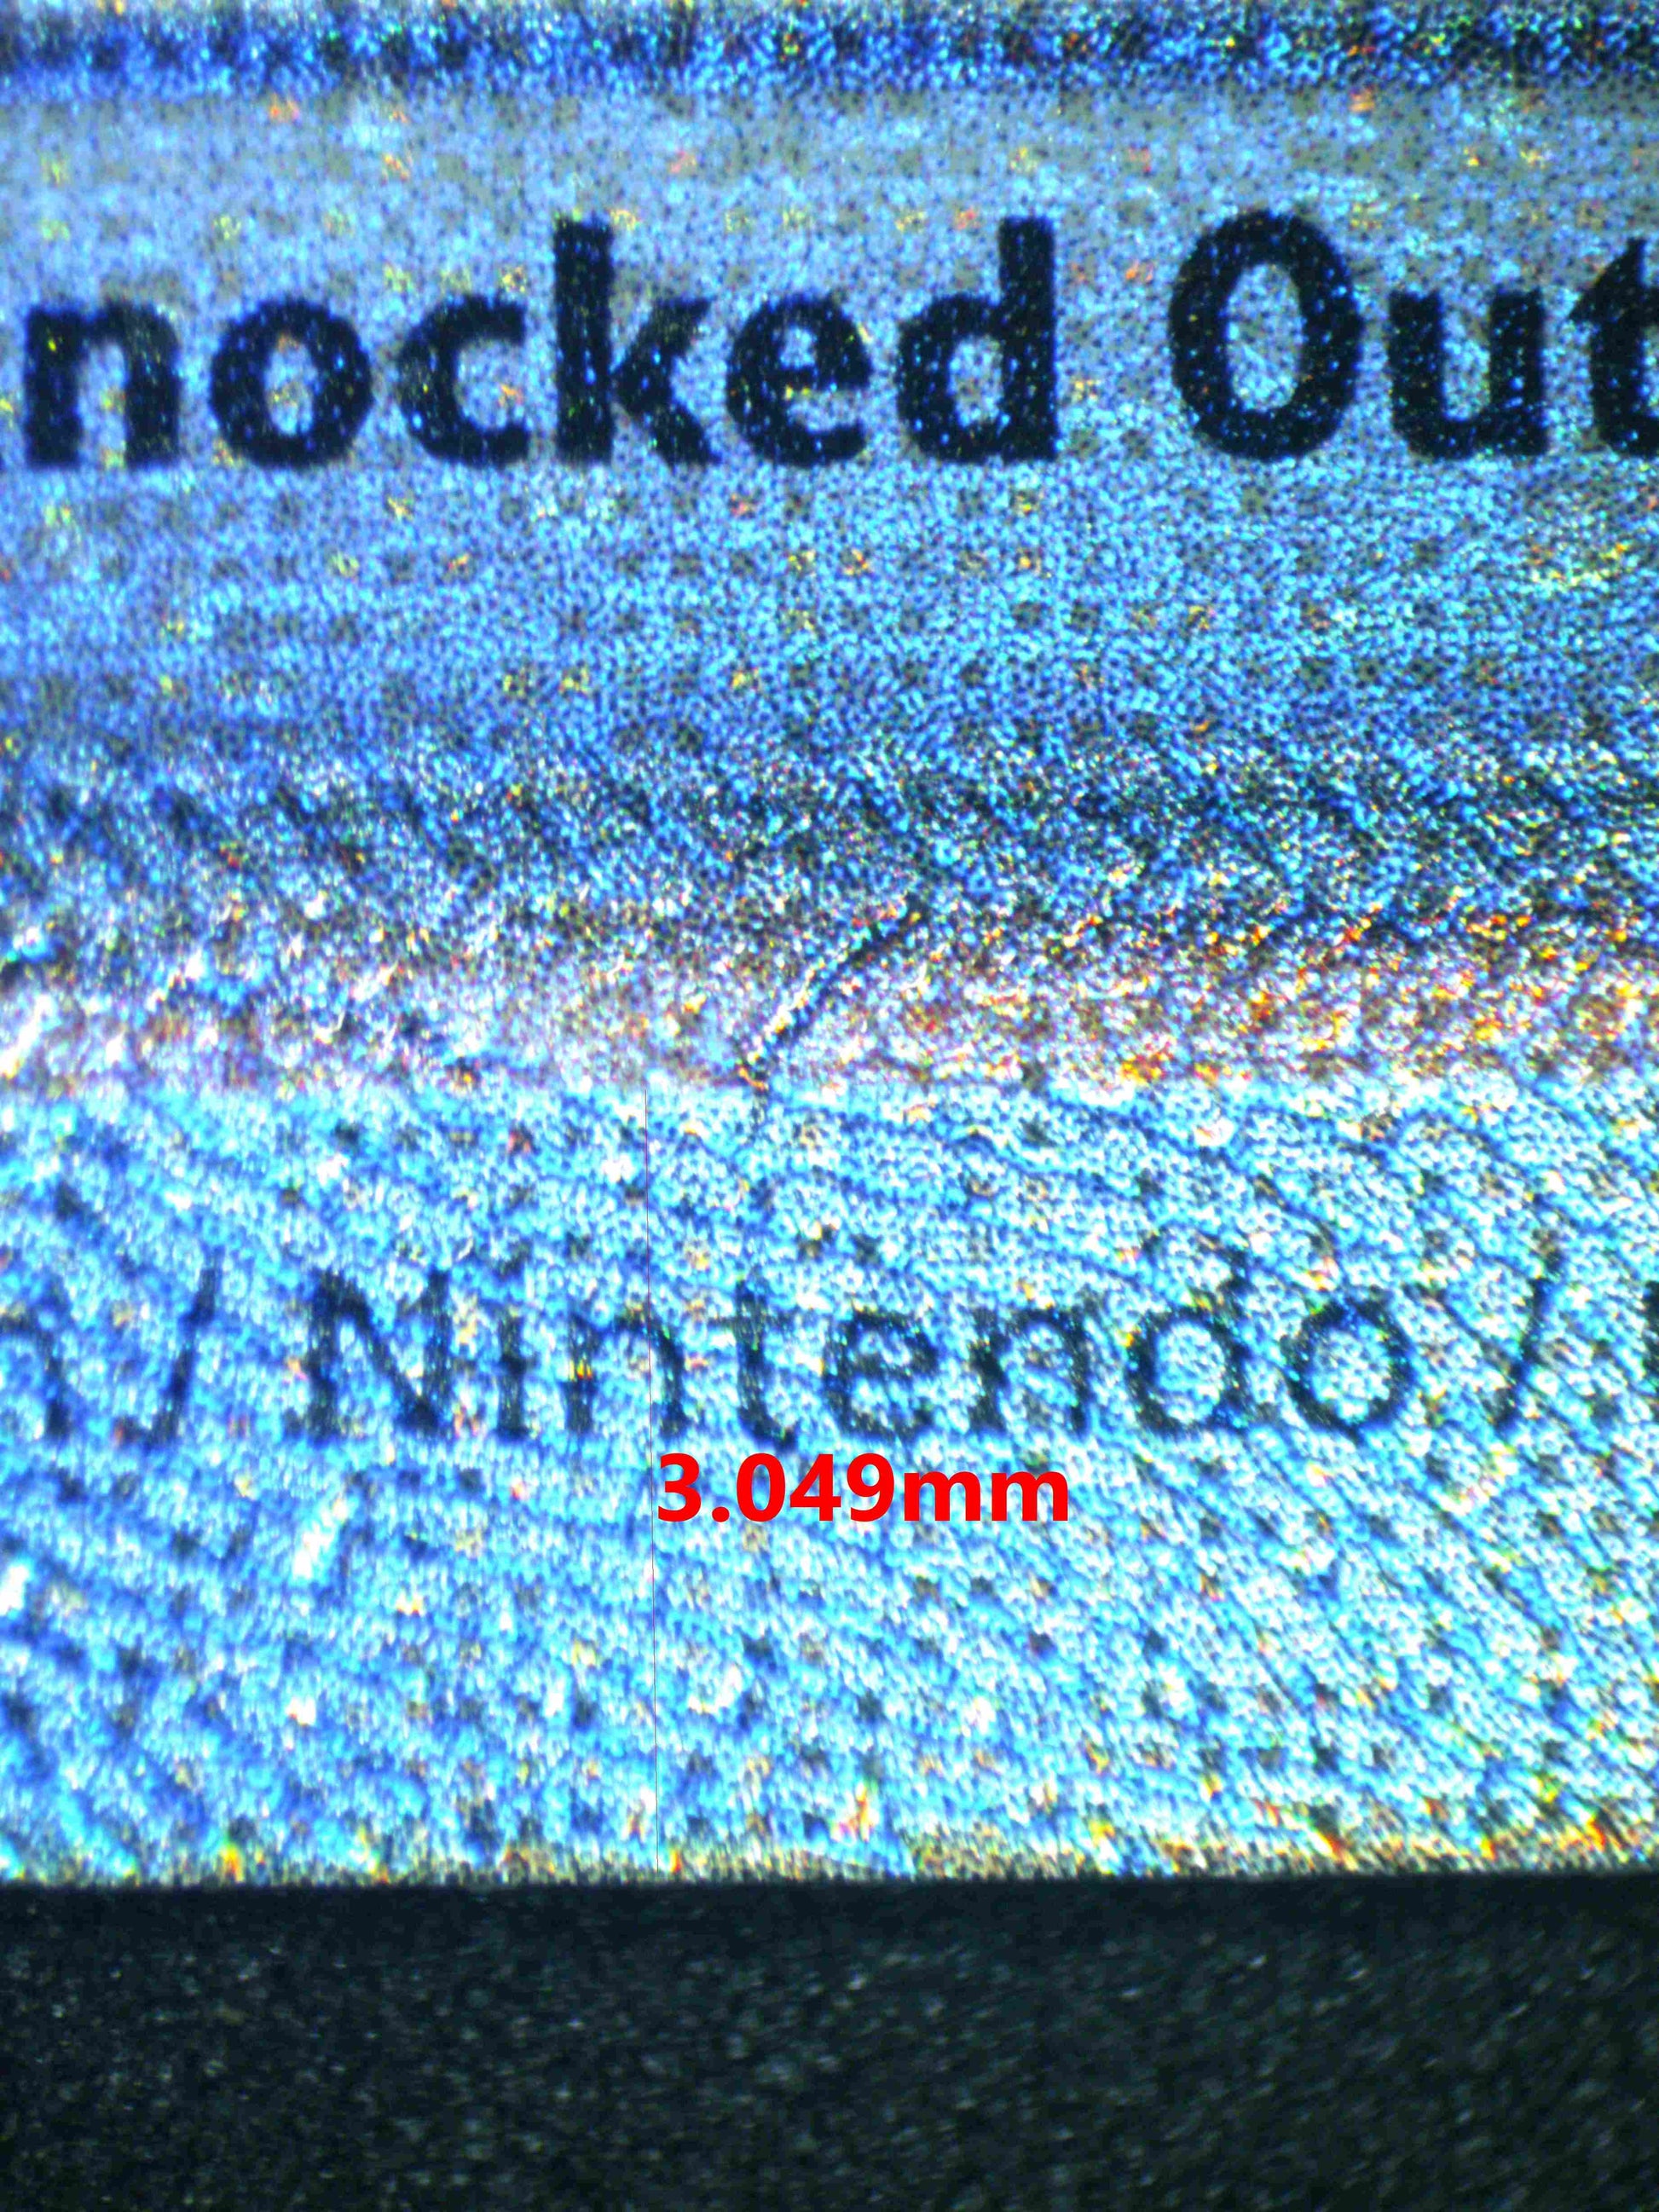 nocked Out
/ Nintendo /
3.049mm